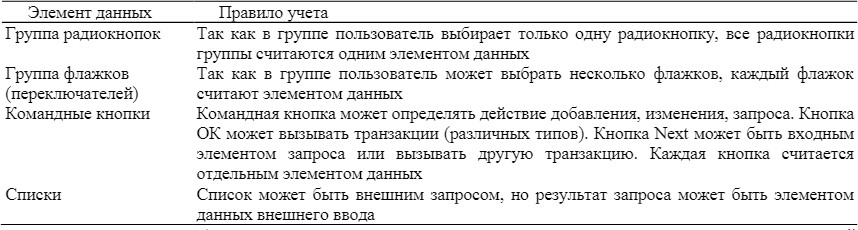 Элемент данных Правило учета
Группа радиокнопок Так как в группе пользователь выбирает только одну радиокнопку, все радиокнопки
группы считаются одним элементом данных
Группа флажков Так как в группе пользователь может выбрать несколько флажков, каждый флажок
(переключателей) считают элементом данных
Командные кнопки Командная кнопка может определять действие добавления, изменения, запроса. Кнопка
ОК может вызывать транзакции (различных типов). Кнопка Next может быть входным
элементом запроса или вызывать другую транзакцию. Каждая кнопка считается
отдельным элементом данных
Списки Список может быть внешним запросом, но результат запроса может быть элементом
данных внешнего ввода